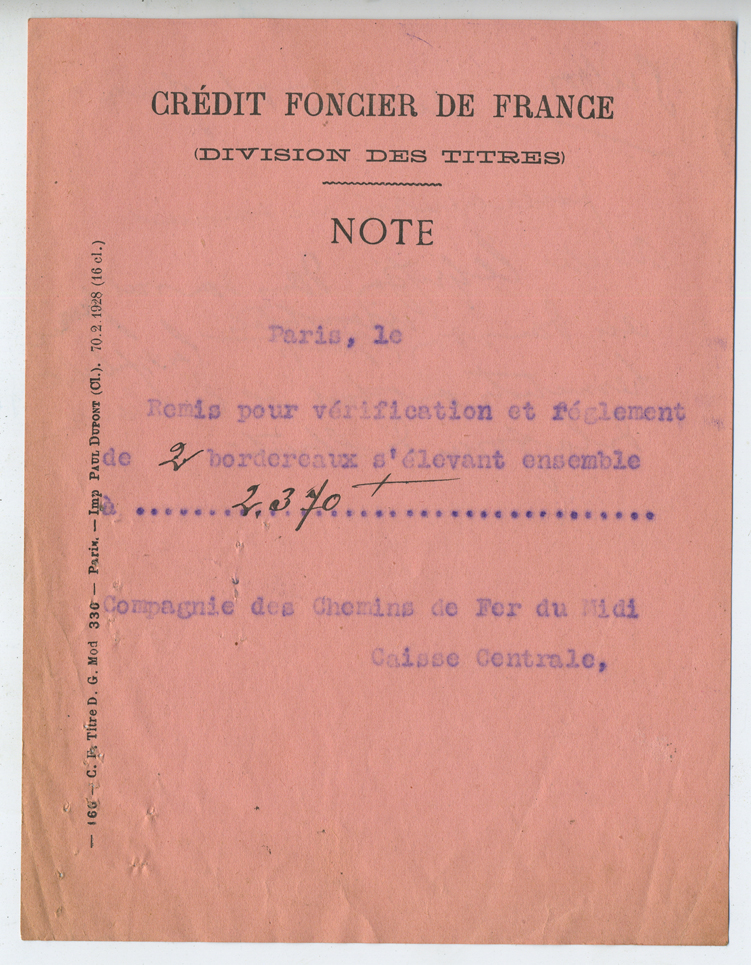 CRÉDIT FONCIER DE FRANCE
(DIVISION DES TITRES)
NOTE
Paris, le
Remis pour vérification et réglement
de 2 bordereaux s'élevant ensemble
à ..... 2.370 .....
Compagnie des Chemins de Fer du Midi
Caisse Centrale,
— 160 — C. F. Titre D. G. Mod 330 — Paris. — Imp PAUL DUPONT (Cl.). 70.2.1928 (16 cl.)